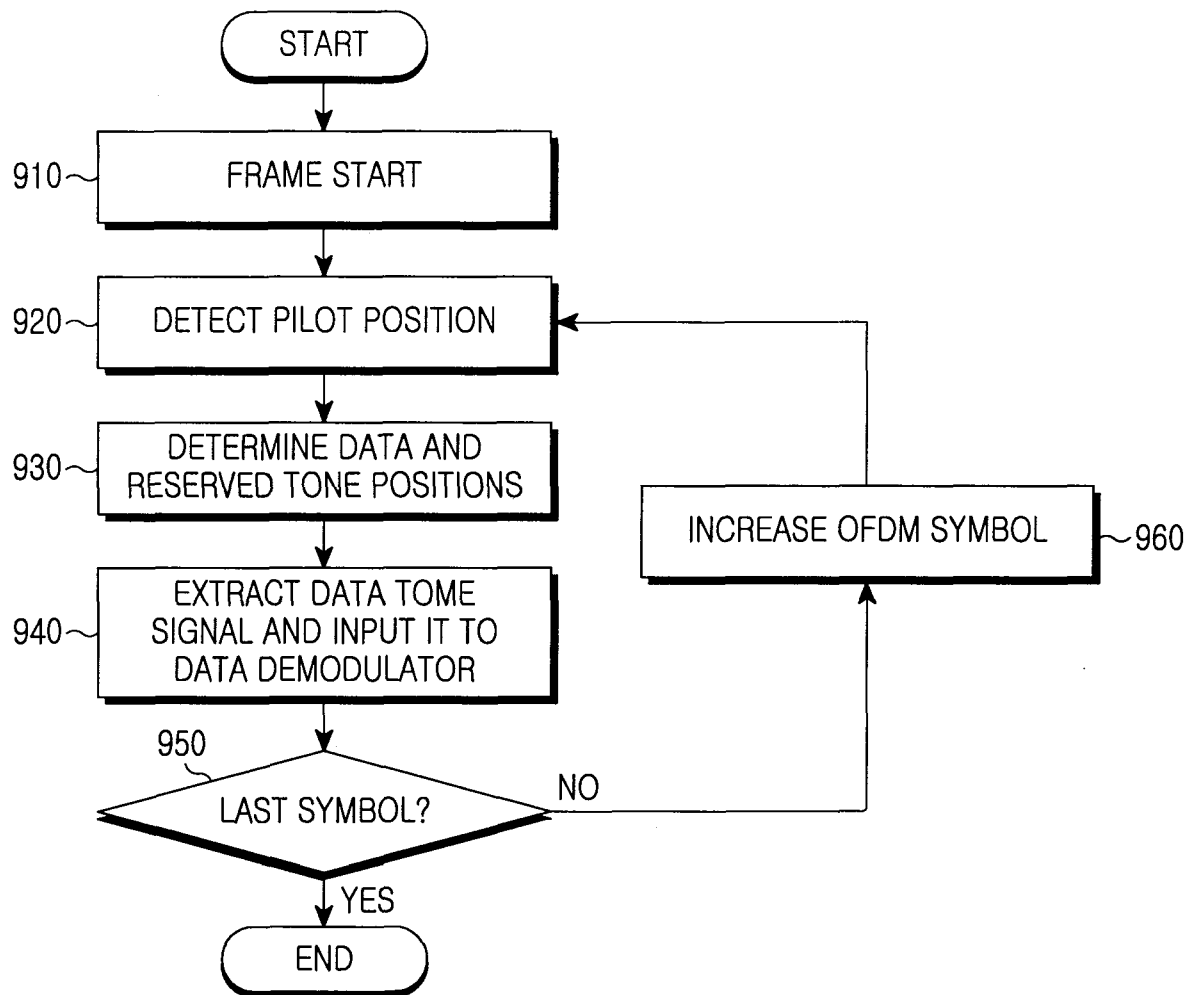 START
910
FRAME START
920
DETECT PILOT POSITION
930
DETERMINE DATA AND
RESERVED TONE POSITIONS
INCREASE OFDM SYMBOL
960
940
EXTRACT DATA TOME
SIGNAL AND INPUT IT TO
DATA DEMODULATOR
950
LAST SYMBOL?
NO
YES
END